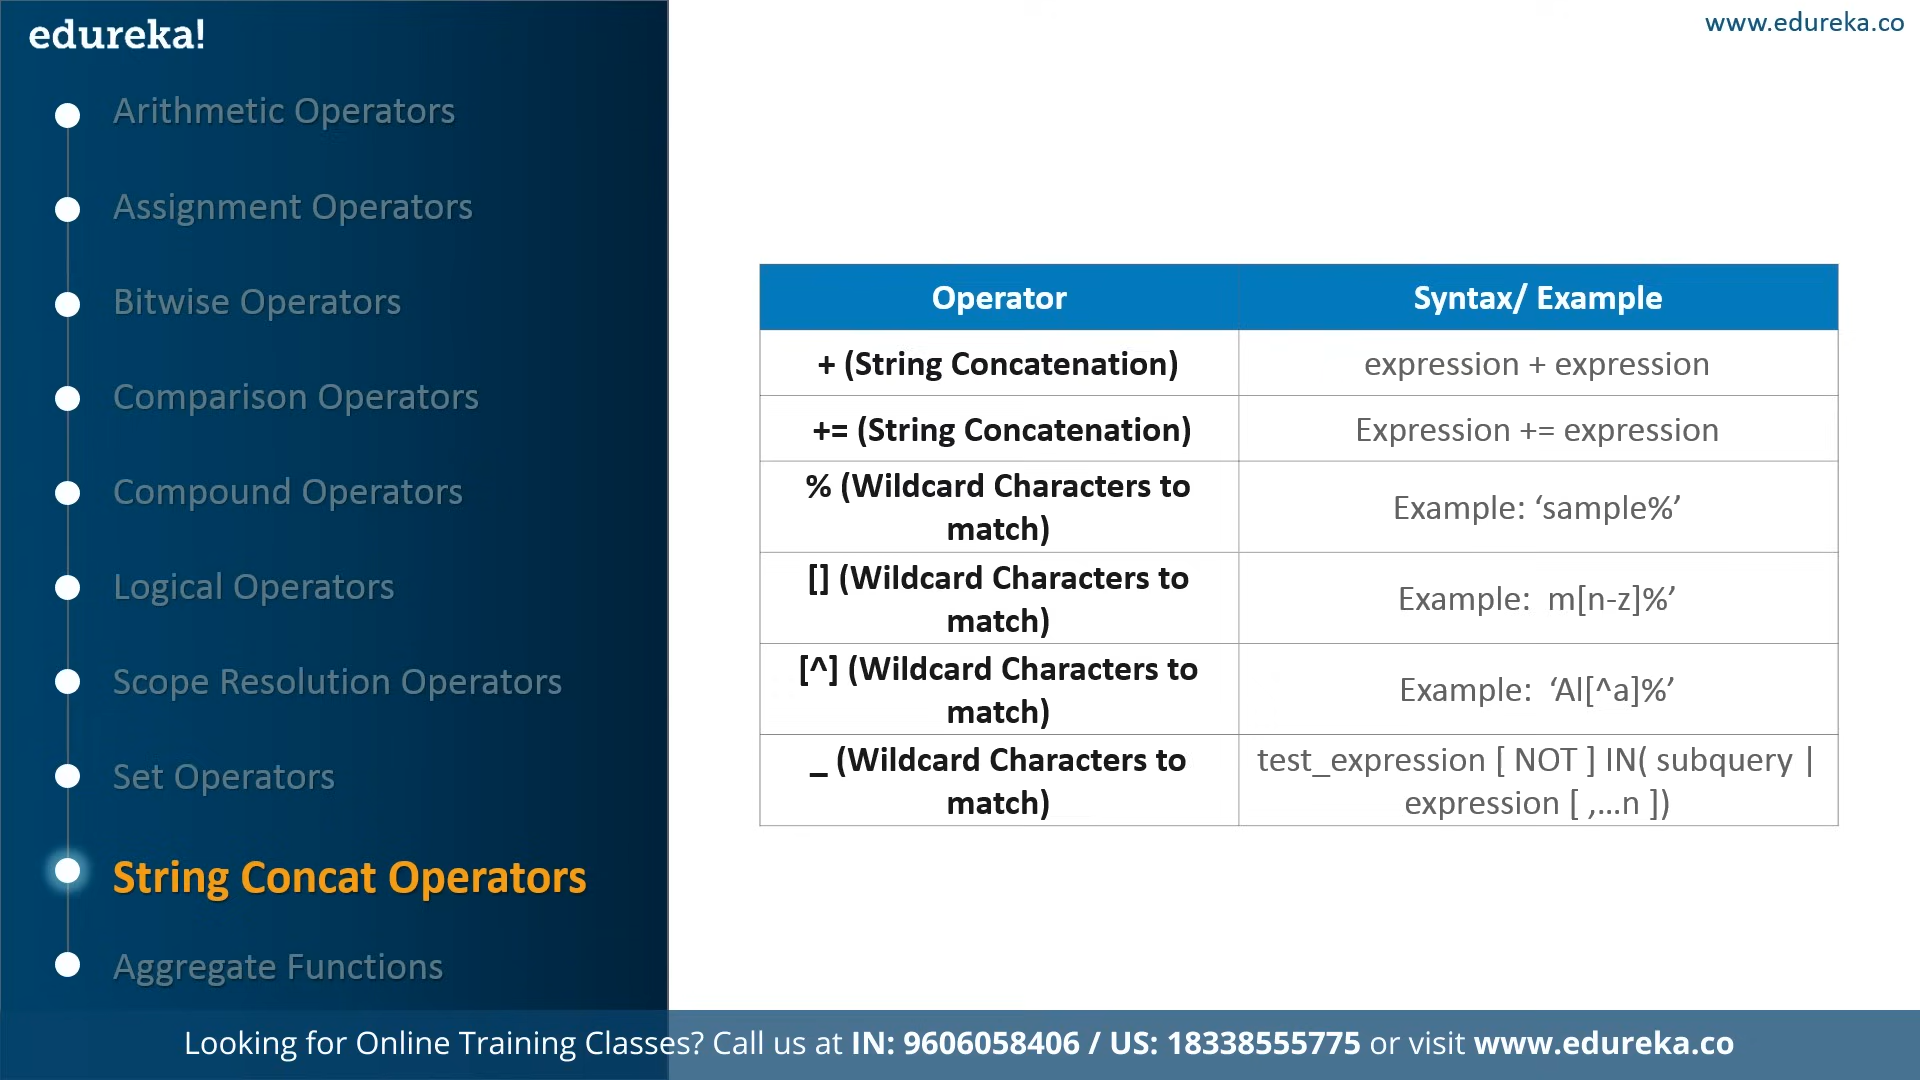 edureka!
www.edureka.co
Arithmetic Operators
Assignment Operators
Bitwise Operators
Comparison Operators
Compound Operators
Logical Operators
Scope Resolution Operators
Set Operators
String Concat Operators
Aggregate Functions
Operator Syntax/ Example
+ (String Concatenation) expression + expression
+= (String Concatenation) Expression += expression
% (Wildcard Characters to
match)
Example: ‘sample%’
[] (Wildcard Characters to
match)
Example: m[n-z]%’
[^] (Wildcard Characters to
match)
Example: ‘Al[^a]%’
_ (Wildcard Characters to
match)
test_expression [ NOT ] IN( subquery |
expression [ ,…n ])
Looking for Online Training Classes? Call us at IN: 9606058406 / US: 18338555775 or visit www.edureka.co